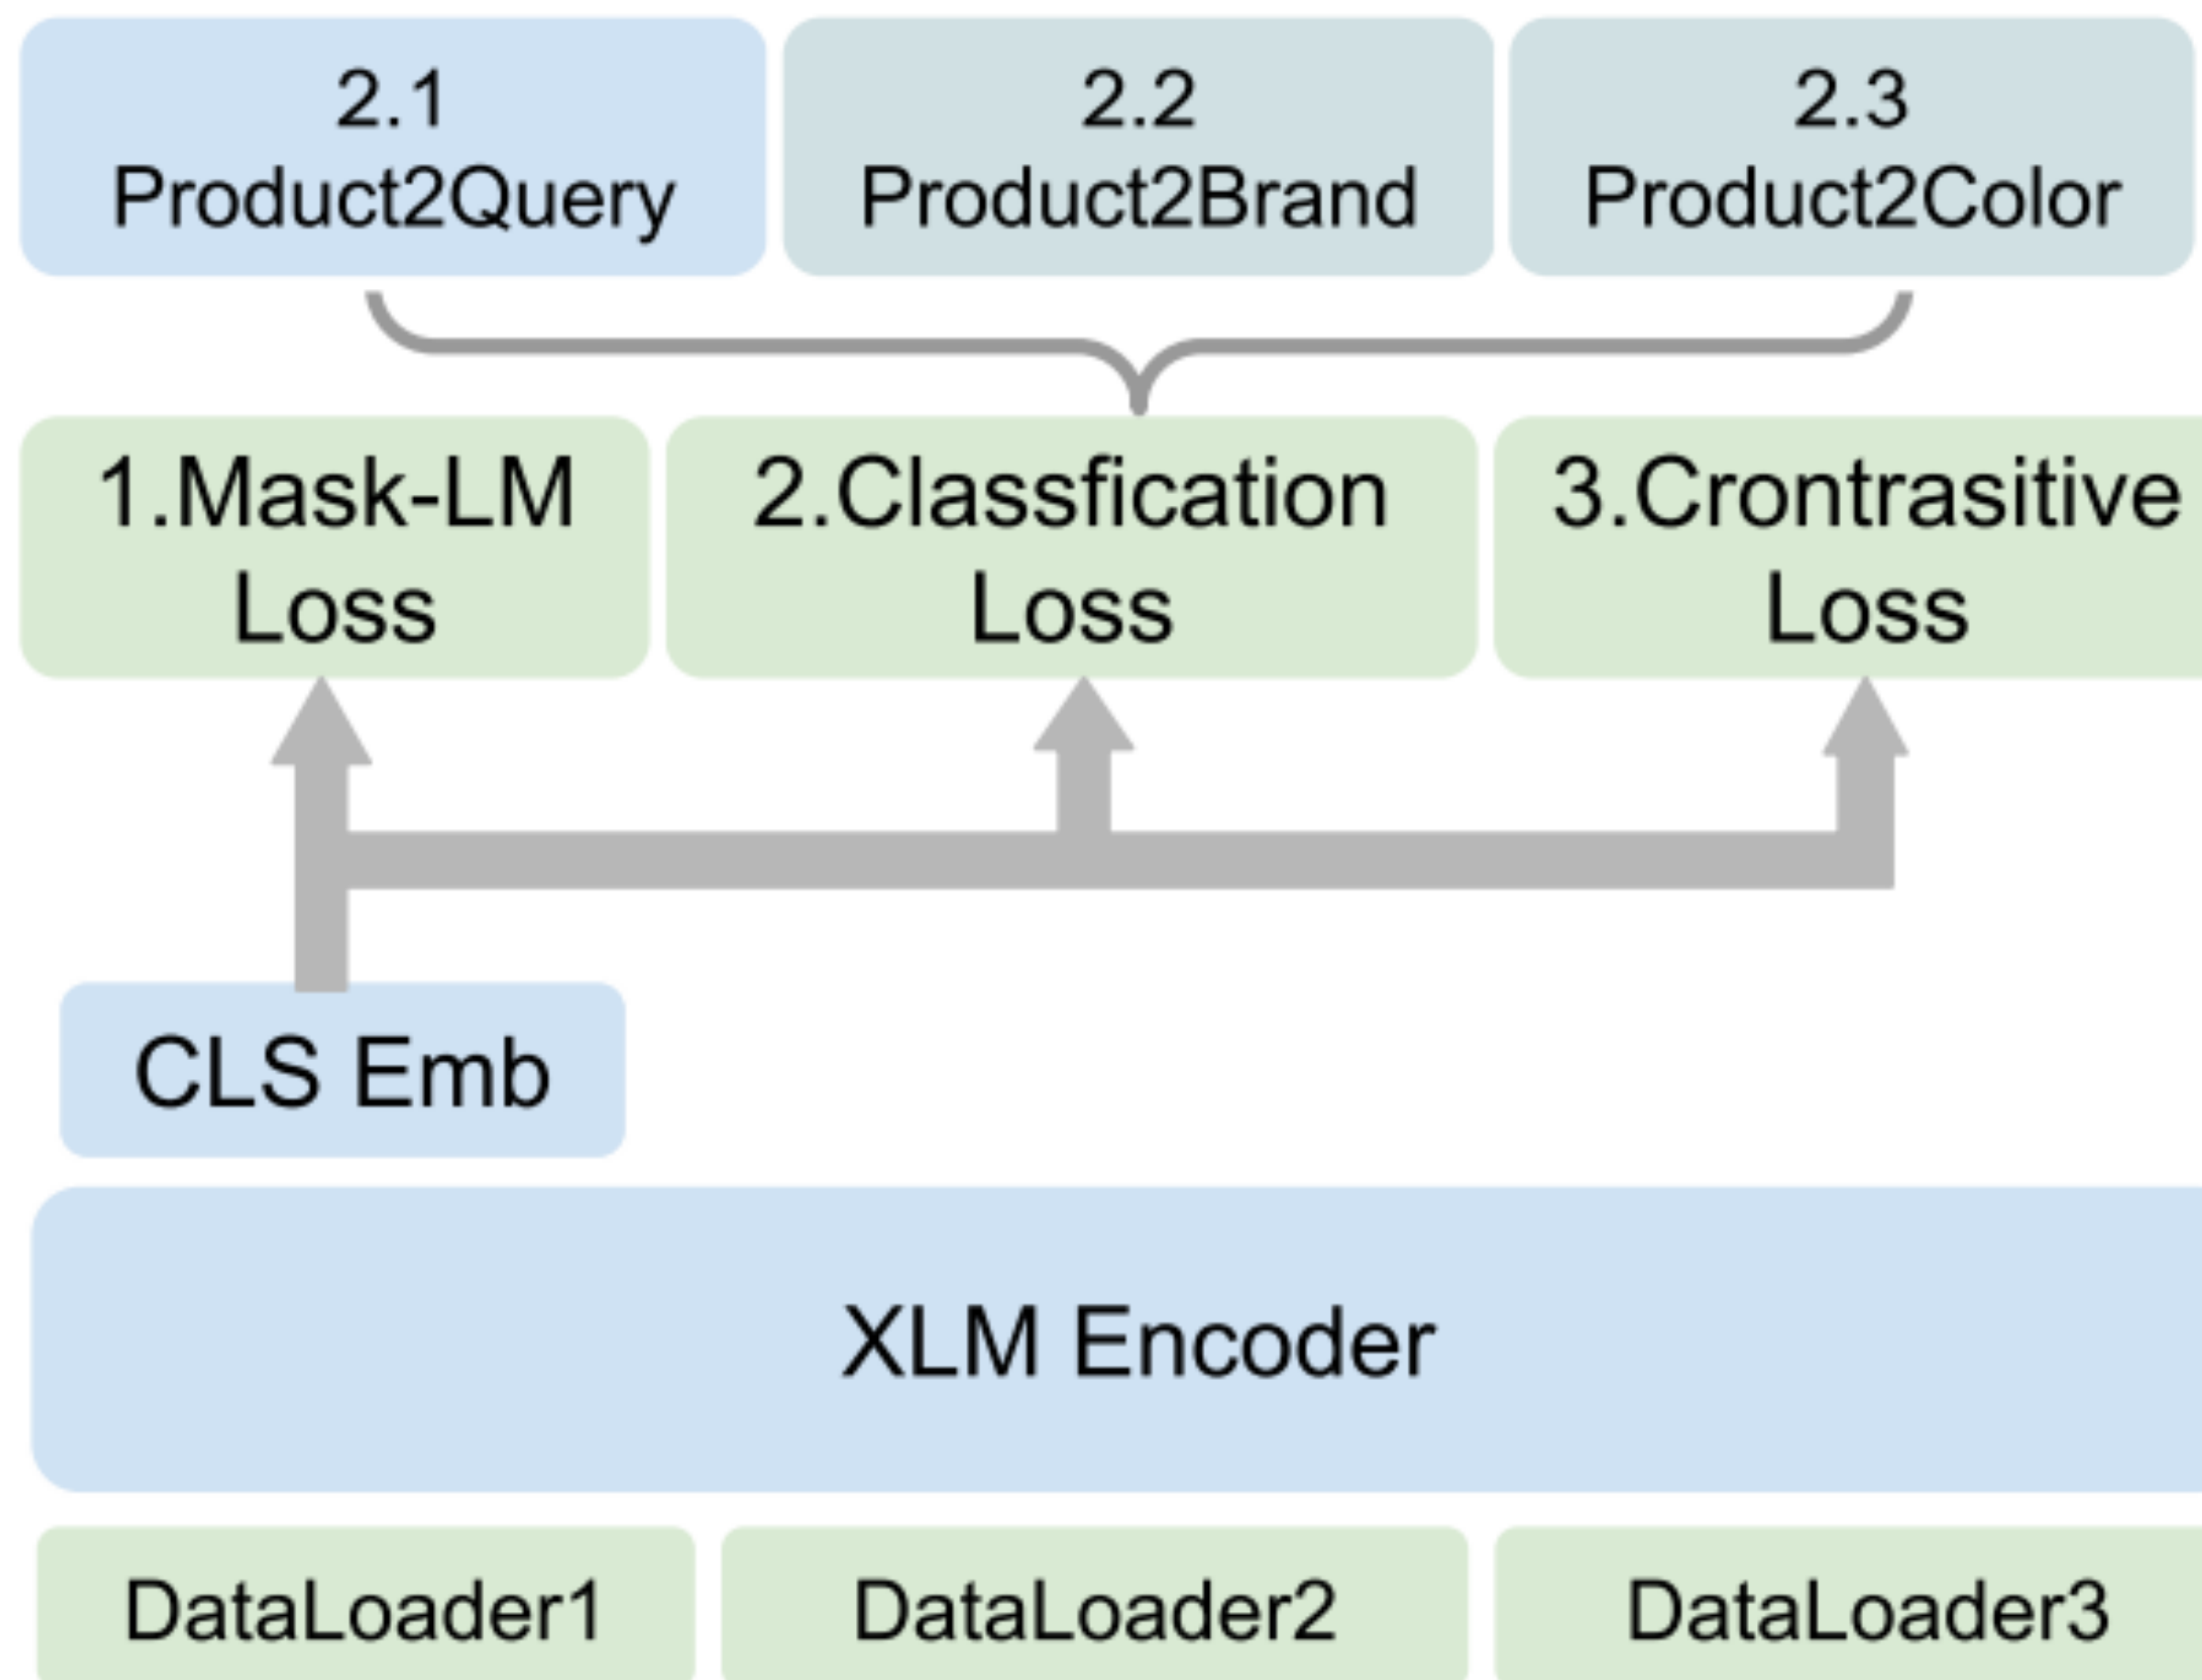 2.1
Product2Query
2.2
Product2Brand
2.3
Product2Color
1.Mask-LM
Loss
2.Classfication
Loss
3.Crontrasitive
Loss
CLS Emb
XLM Encoder
DataLoader1
DataLoader2
DataLoader3